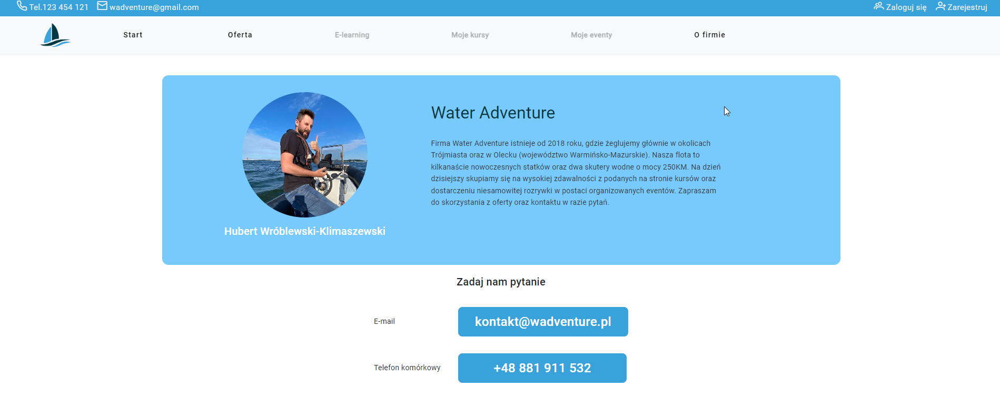 Tel.123 454 121 wadventure@gmail.com Zaloguj się Zarejestruj
Start Oferta E-learning Moje kursy Moje eventy O firmie
Water Adventure
Firma Water Adventure istnieje od 2018 roku, gdzie żeglujemy głównie w okolicach
Trójmiasta oraz w Olecku (województwo Warmińsko-Mazurskie). Nasza flota to
kilkanaście nowoczesnych statków oraz dwa skutery wodne o mocy 250KM. Na dzień
dzisiejszy skupiamy się na wysokiej zdawalności z podanych na stronie kursów oraz
dostarczeniu niesamowitej rozrywki w postaci organizowanych eventów. Zapraszam
do skorzystania z oferty oraz kontaktu w razie pytań.
Hubert Wróblewski-Klimaszewski
Zadaj nam pytanie
E-mail kontakt@wadventure.pl
Telefon komórkowy +48 881 911 532